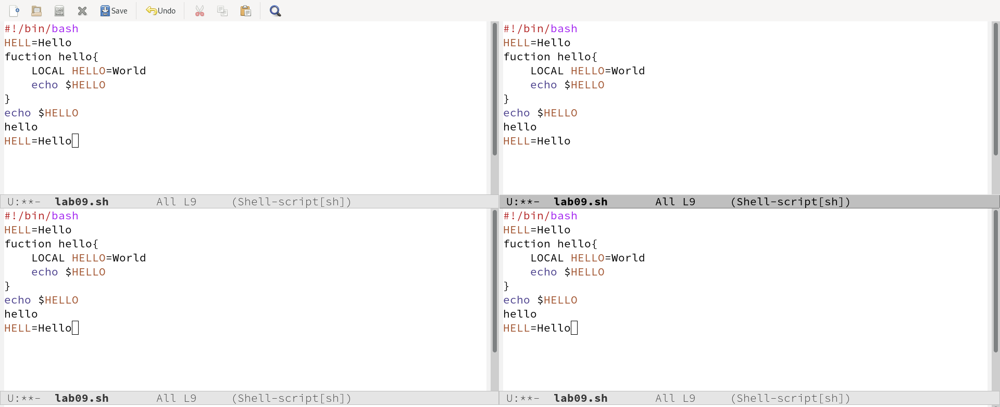 Save Undo
#!/bin/bash
HELL=Hello
fuction hello{
    LOCAL HELLO=World
    echo $HELLO
}
echo $HELLO
hello
HELL=Hello
U:**-  lab09.sh       All L9     (Shell-script[sh])
#!/bin/bash
HELL=Hello
fuction hello{
    LOCAL HELLO=World
    echo $HELLO
}
echo $HELLO
hello
HELL=Hello
U:**-  lab09.sh       All L9     (Shell-script[sh])
#!/bin/bash
HELL=Hello
fuction hello{
    LOCAL HELLO=World
    echo $HELLO
}
echo $HELLO
hello
HELL=Hello
U:**-  lab09.sh       All L9     (Shell-script[sh])
#!/bin/bash
HELL=Hello
fuction hello{
    LOCAL HELLO=World
    echo $HELLO
}
echo $HELLO
hello
HELL=Hello
U:**-  lab09.sh       All L9     (Shell-script[sh])